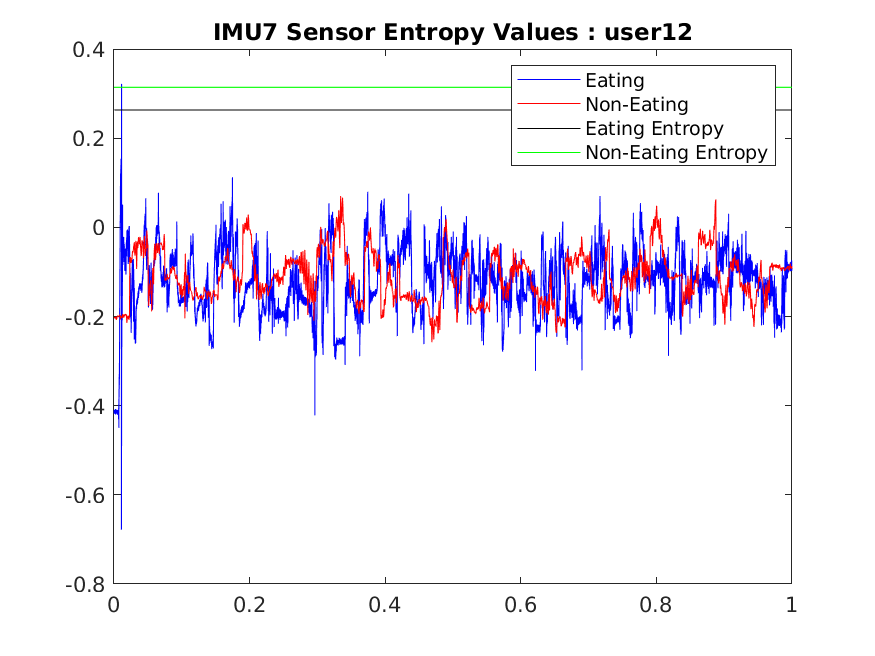 IMU7 Sensor Entropy Values : user12
0.4
0.2
0
-0.2
-0.4
-0.6
-0.8
Eating
Non-Eating
Eating Entropy
Non-Eating Entropy
0 0.2 0.4 0.6 0.8 1